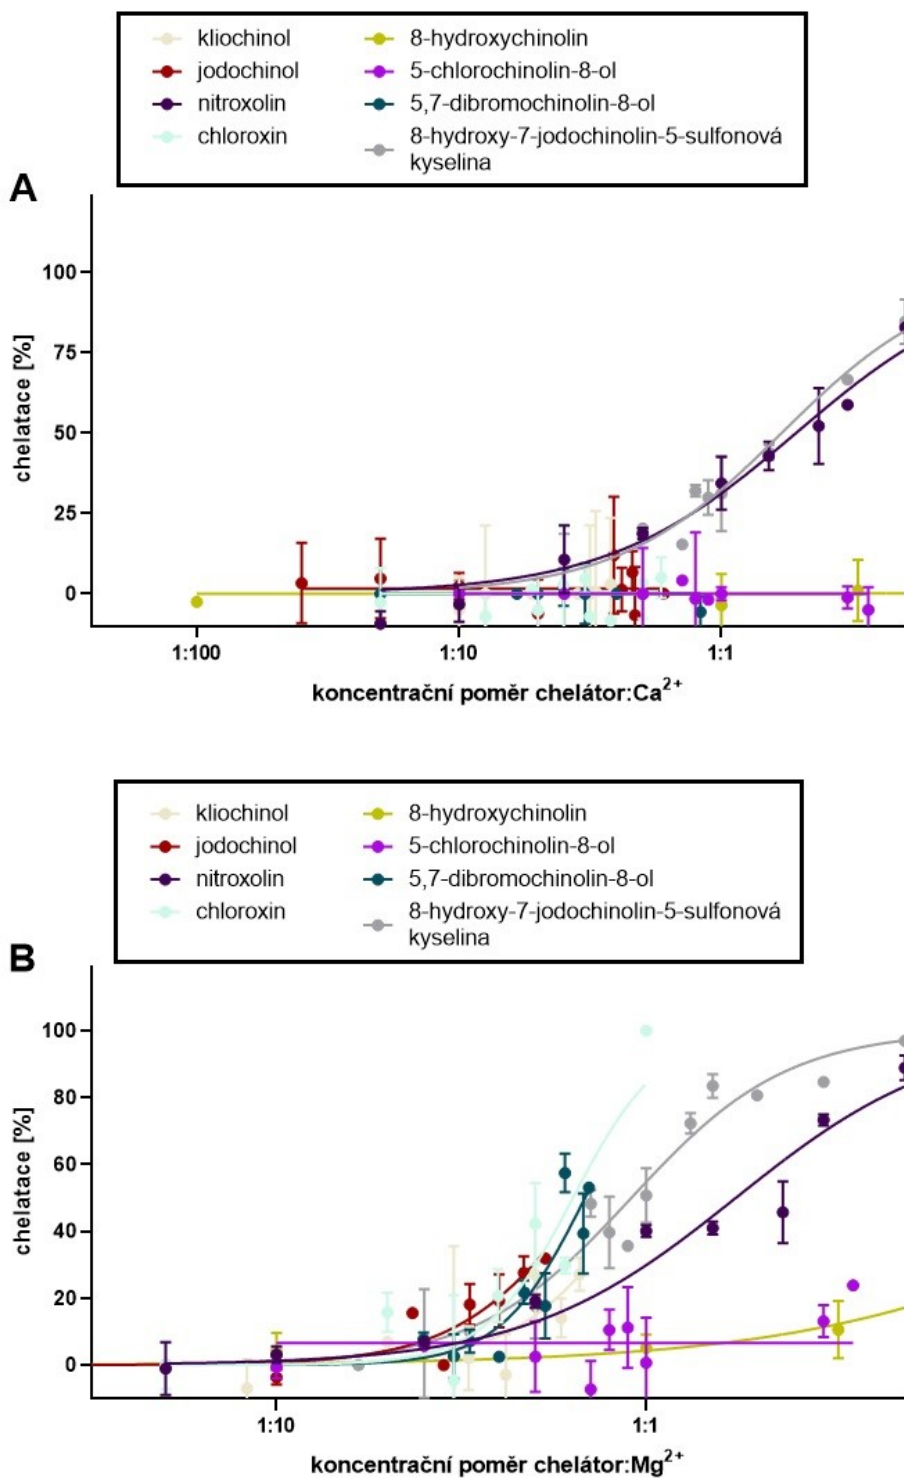 kliochinol
jodochinol
nitroxolin
chloroxin
8-hydroxychinolin
5-chlorochinolin-8-ol
5,7-dibromochinolin-8-ol
8-hydroxy-7-jodochinolin-5-sulfonová
kyselina
A
chelatace [%]
100
75
50
25
0
1:100
1:10
1:1
koncentrační poměr chelátor:Ca²⁺
kliochinol
jodochinol
nitroxolin
chloroxin
8-hydroxychinolin
5-chlorochinolin-8-ol
5,7-dibromochinolin-8-ol
8-hydroxy-7-jodochinolin-5-sulfonová
kyselina
B
chelatace [%]
100
80
60
40
20
0
1:10
1:1
koncentrační poměr chelátor:Mg²⁺